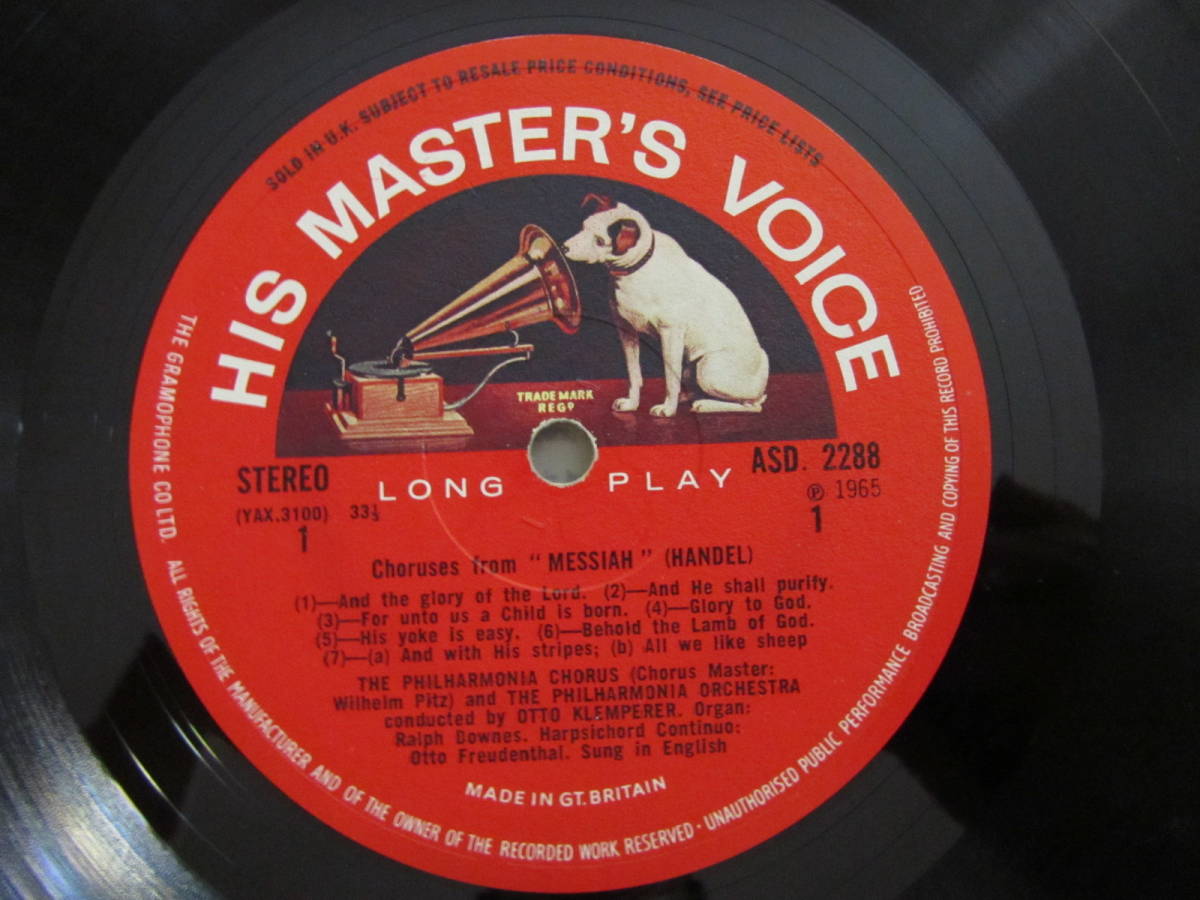 SOLD IN U.K. SUBJECT TO RESALE PRICE CONDITIONS, SEE PRICE LISTS
HIS MASTER'S VOICE
TRADE MARK
REGD
STEREO
LONG PLAY
ASD. 2288
(YAX.3100) 33⅓
℗ 1965
1
1
Choruses from "MESSIAH" (HANDEL)
(1)—And the glory of the Lord. (2)—And He shall purify.
(3)—For unto us a Child is born. (4)—Glory to God.
(5)—His yoke is easy. (6)—Behold the Lamb of God.
(7)—(a) And with His stripes; (b) All we like sheep
THE PHILHARMONIA CHORUS (Chorus Master:
Wilhelm Pitz) and THE PHILHARMONIA ORCHESTRA
conducted by OTTO KLEMPERER. Organ:
Ralph Downes. Harpsichord Continuo:
Otto Freudenthal. Sung in English
MADE IN GT. BRITAIN
THE GRAMOPHONE CO LTD. ALL RIGHTS OF THE MANUFACTURER AND OF THE OWNER OF THE RECORDED WORK RESERVED · UNAUTHORISED PUBLIC PERFORMANCE BROADCASTING AND COPYING OF THIS RECORD PROHIBITED